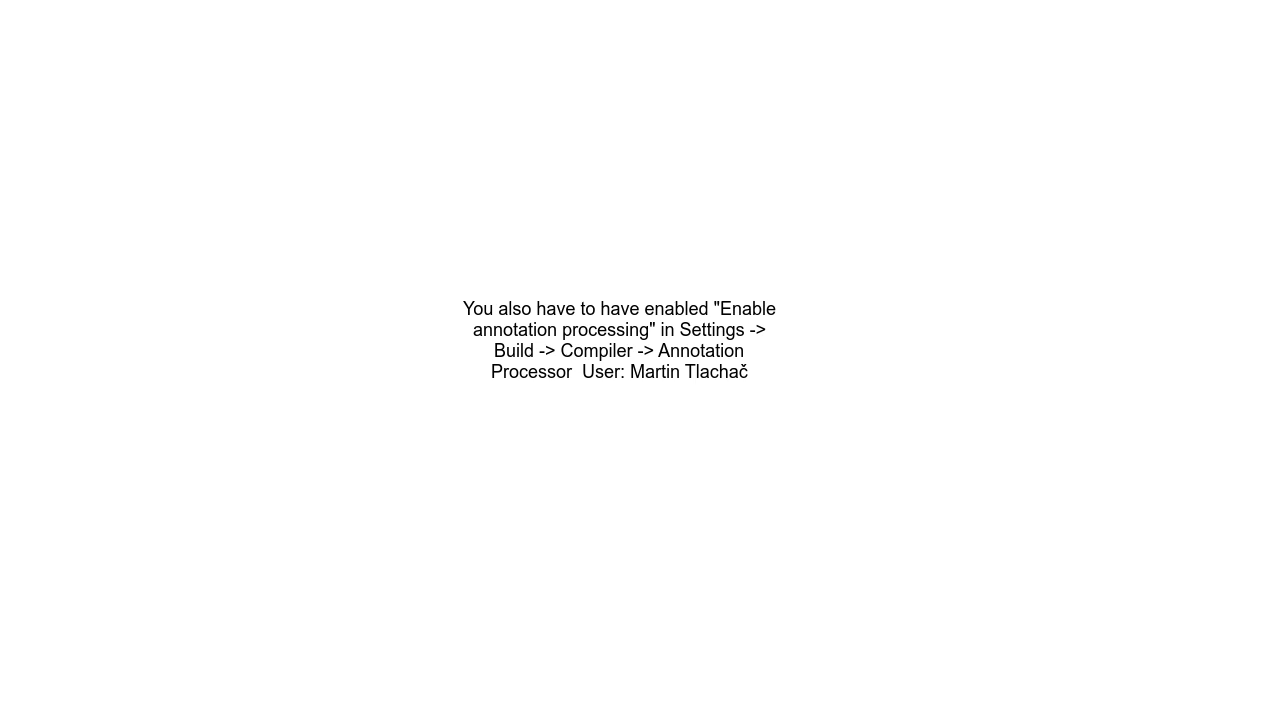 You also have to have enabled "Enable
annotation processing" in Settings ->
Build -> Compiler -> Annotation
Processor  User: Martin Tlachač